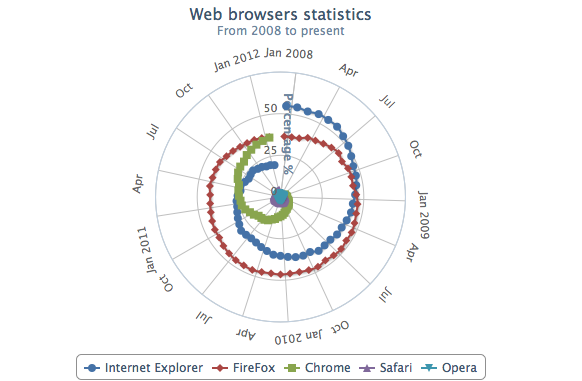 Web browsers statistics
From 2008 to present
Jan 2012 Jan 2008
Oct Apr
Jul Jul
Apr Oct
Jan 2011 Jan 2009
Oct Apr
Jul Jul
Apr Jan 2010 Oct
Percentage %
50
25
0
Internet Explorer FireFox Chrome Safari Opera